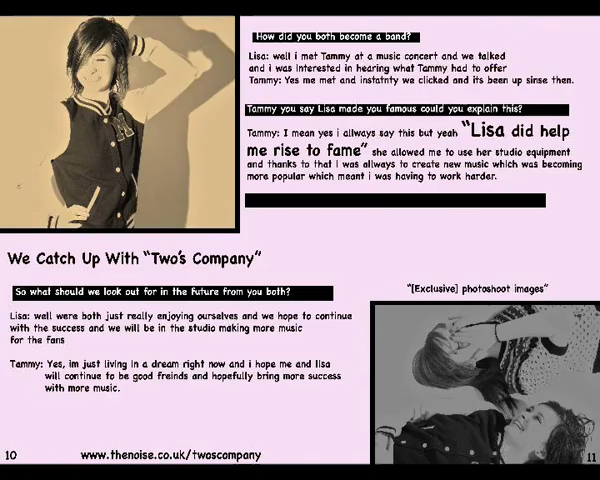 How did you both become a band?
Lisa: well i met Tammy at a music concert and we talked
and i was interested in hearing what Tammy had to offer
Tammy: Yes me met and instatnty we clicked and its been up sinse then.
Tammy you say Lisa made you famous could you explain this?
Tammy: I mean yes i allways say this but yeah "Lisa did help
me rise to fame" she allowed me to use her studio equipment
and thanks to that i was allways to create new music which was becoming
more popular which meant i was having to work harder.
We Catch Up With "Two's Company"
So what should we look out for in the future from you both?
Lisa: well were both just really enjoying ourselves and we hope to continue
with the success and we will be in the studio making more music
for the fans
Tammy: Yes, im just living in a dream right now and i hope me and lisa
will continue to be good freinds and hopefully bring more success
with more music.
"[Exclusive] photoshoot images"
10
www.thenoise.co.uk/twoscompany
11